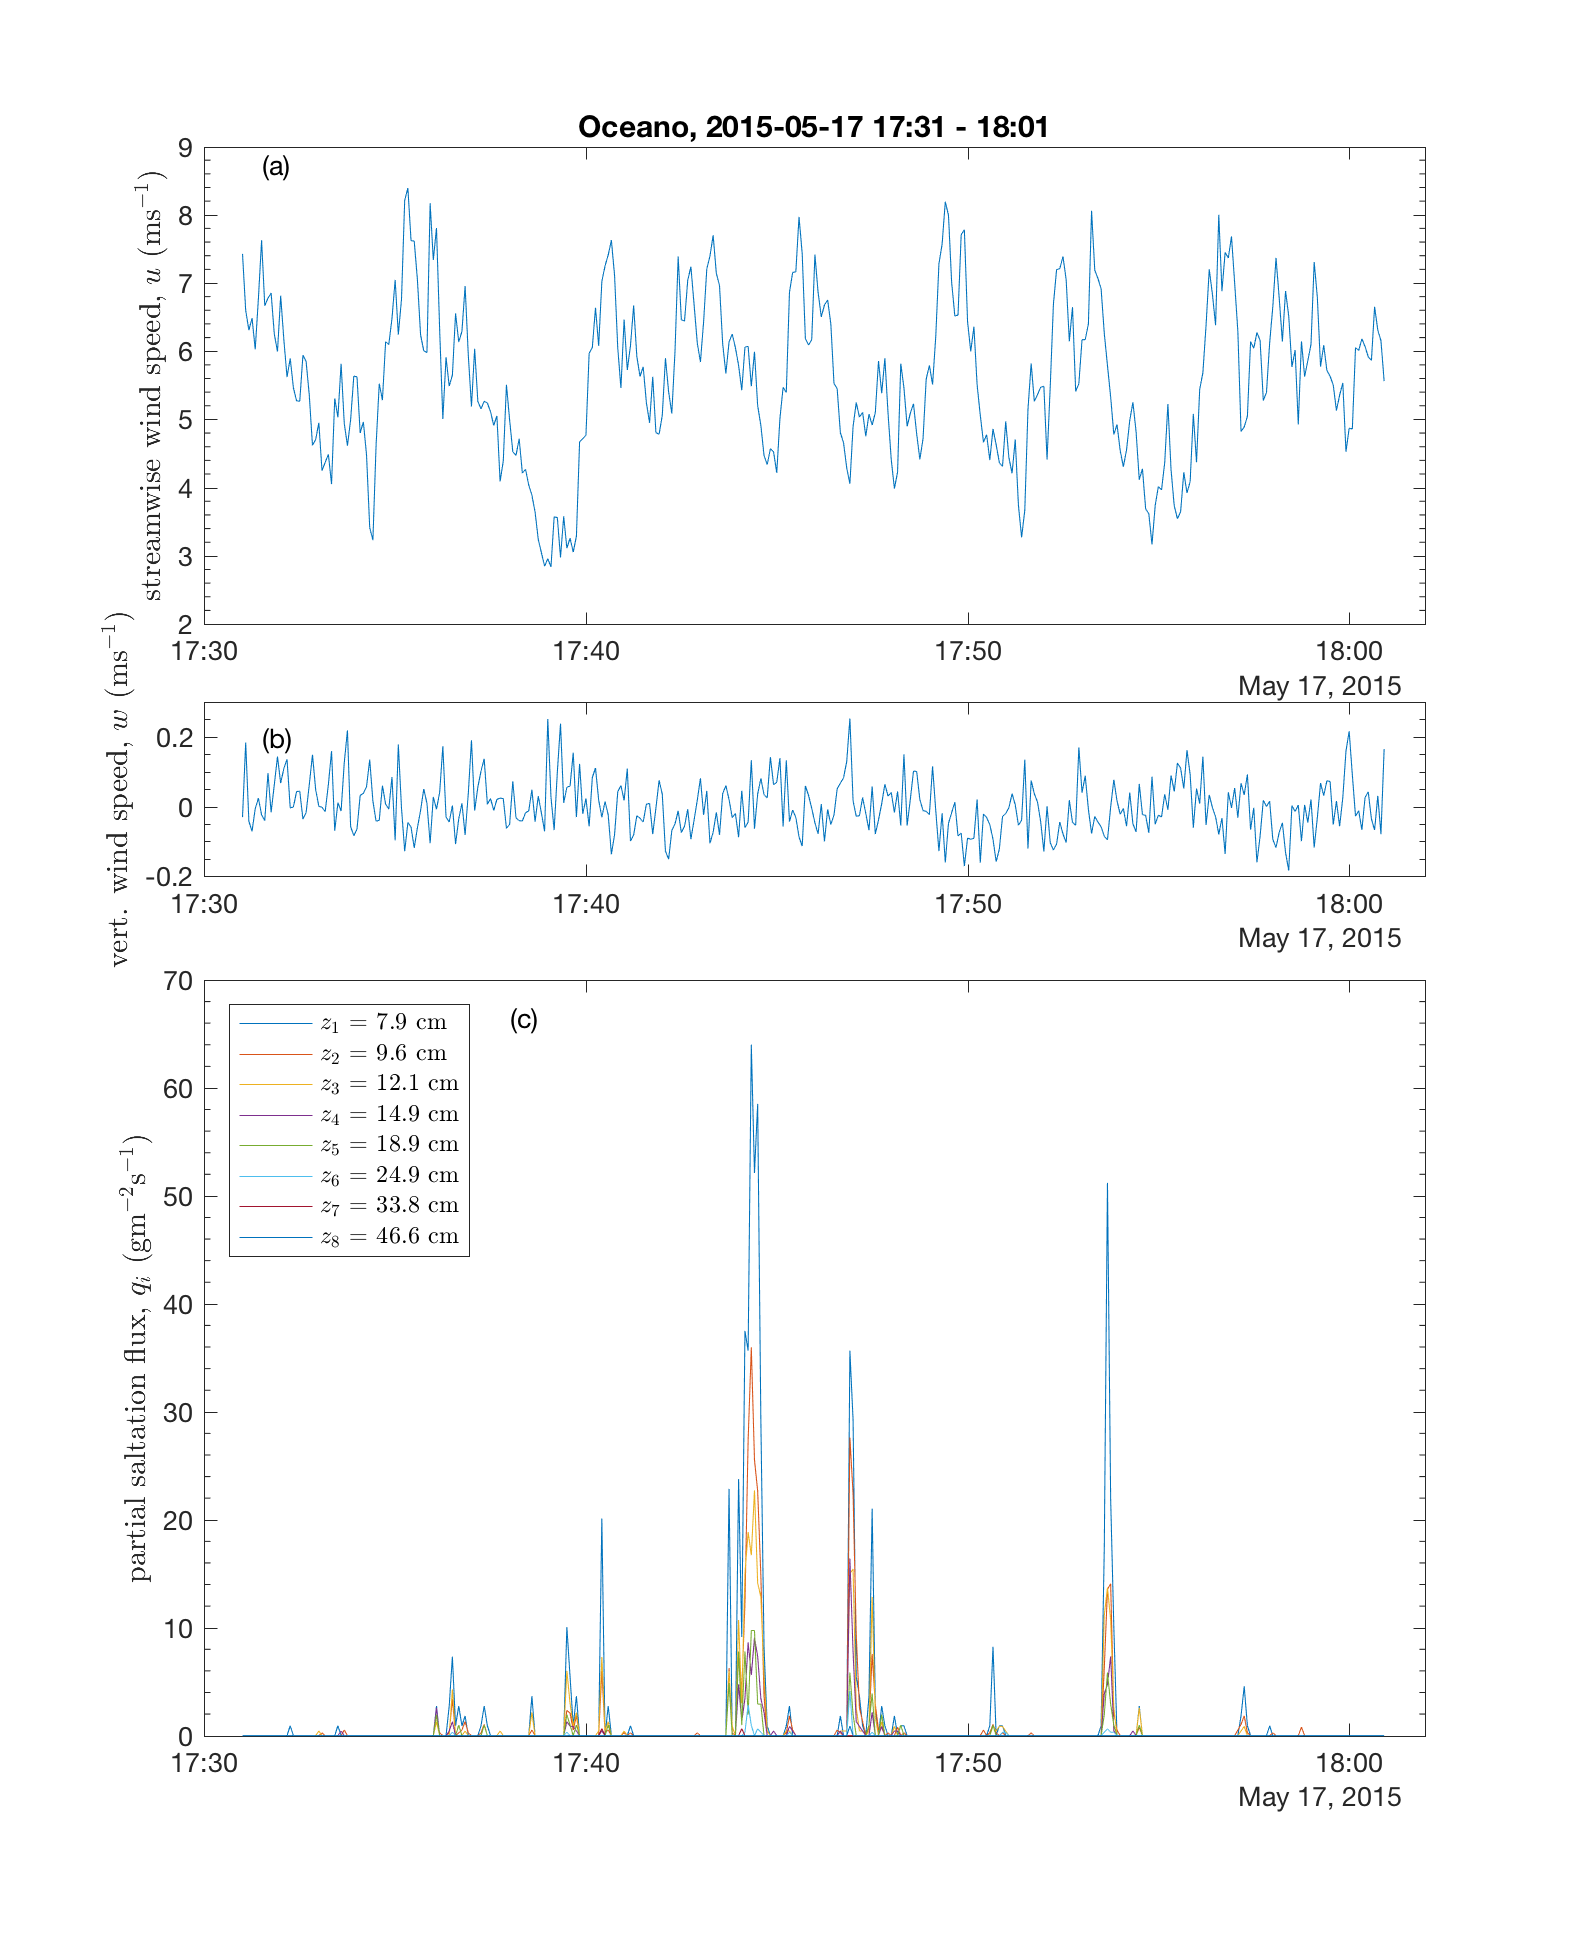 Oceano, 2015-05-17 17:31 - 18:01
(a)
streamwise wind speed, u (ms⁻¹)
9
8
7
6
5
4
3
2
17:30 17:40 17:50 18:00
May 17, 2015
(b)
vert. wind speed, w (ms⁻¹)
0.2
0
-0.2
17:30 17:40 17:50 18:00
May 17, 2015
(c)
partial saltation flux, qᵢ (gm⁻²s⁻¹)
70
60
50
40
30
20
10
0
z₁ = 7.9 cm
z₂ = 9.6 cm
z₃ = 12.1 cm
z₄ = 14.9 cm
z₅ = 18.9 cm
z₆ = 24.9 cm
z₇ = 33.8 cm
z₈ = 46.6 cm
17:30 17:40 17:50 18:00
May 17, 2015